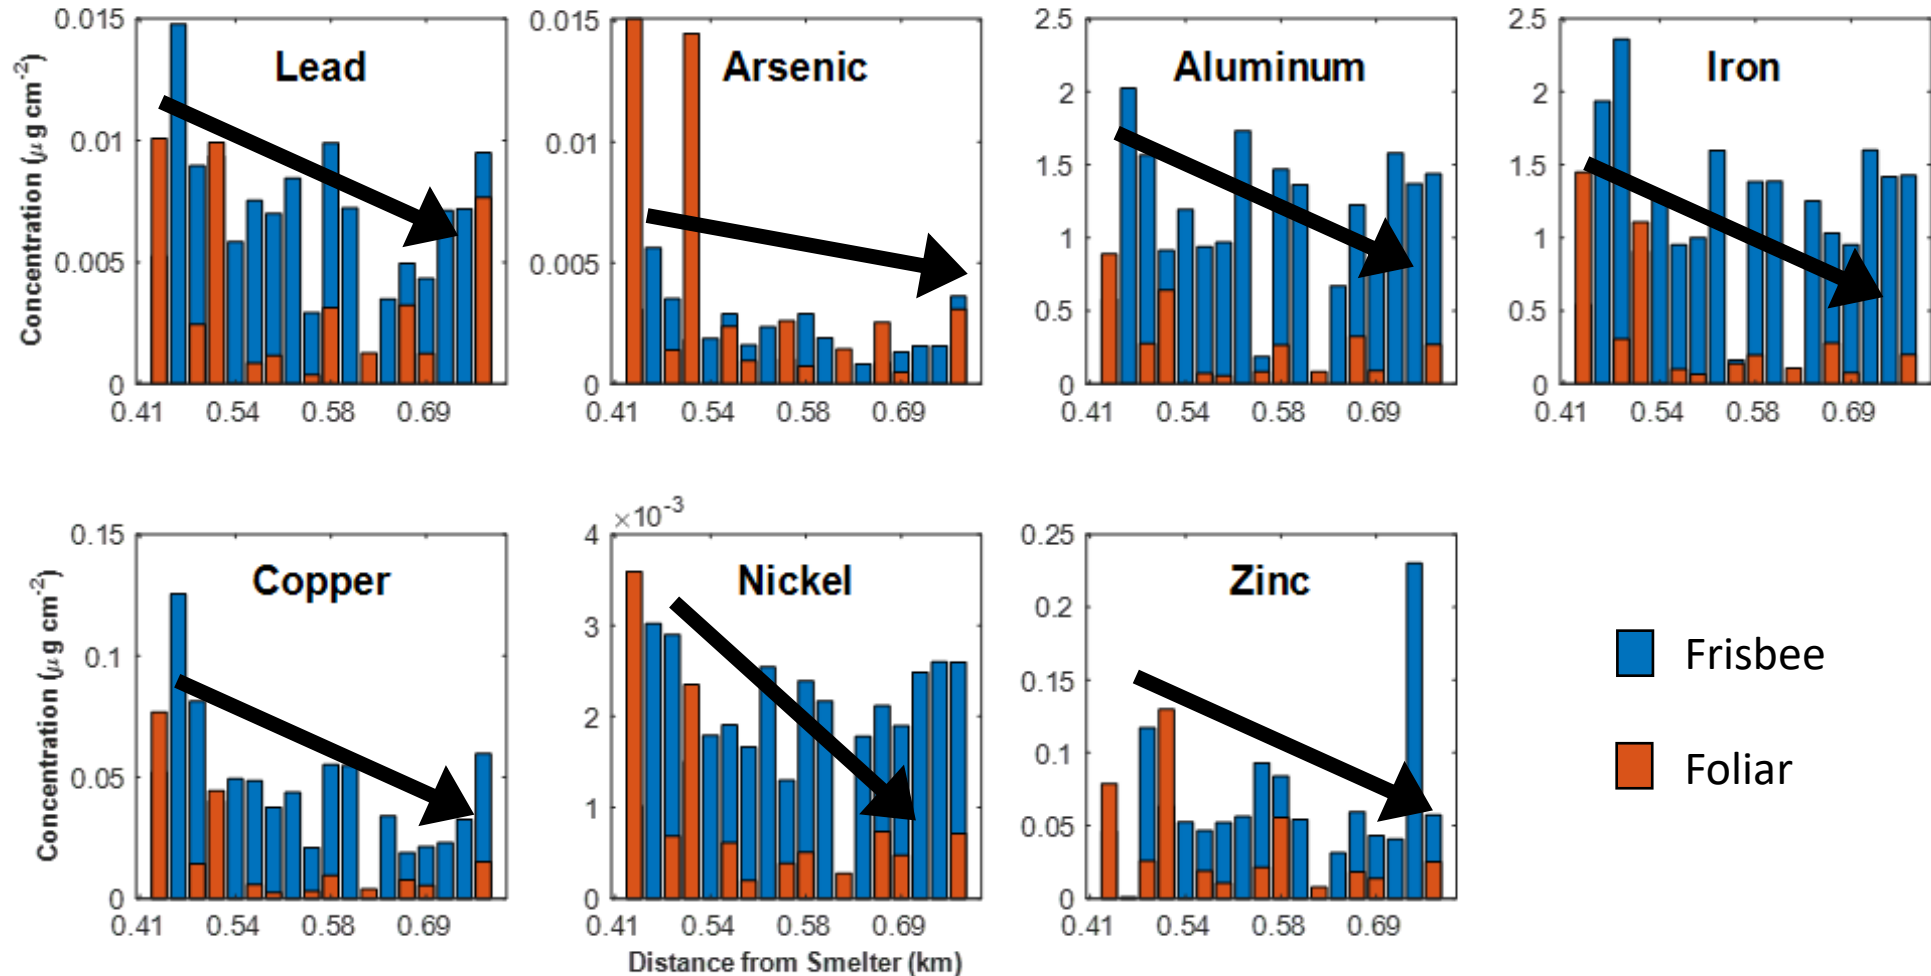 Lead
Arsenic
Aluminum
Iron
Concentration (μg cm⁻²)
0.015
0.01
0.005
0
0.41 0.54 0.58 0.69
0.015
0.01
0.005
0
0.41 0.54 0.58 0.69
2.5
2
1.5
1
0.5
0
0.41 0.54 0.58 0.69
2.5
2
1.5
1
0.5
0
0.41 0.54 0.58 0.69
Copper
Nickel
Zinc
Concentration (μg cm⁻²)
0.15
0.1
0.05
0
0.41 0.54 0.58 0.69
×10⁻³
4
3
2
1
0
0.41 0.54 0.58 0.69
Distance from Smelter (km)
0.25
0.2
0.15
0.1
0.05
0
0.41 0.54 0.58 0.69
Frisbee
Foliar